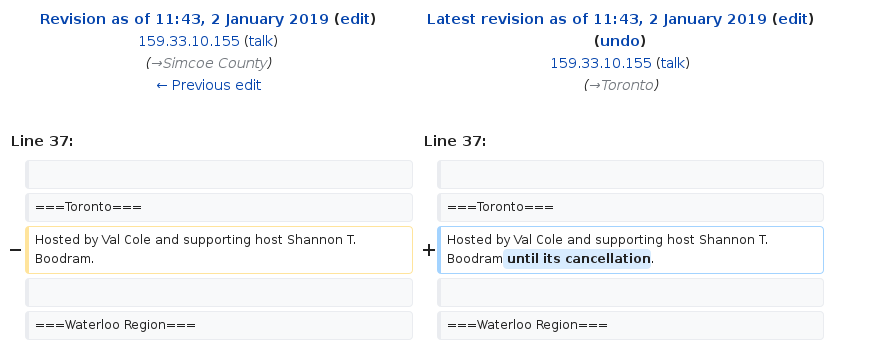 Revision as of 11:43, 2 January 2019 (edit)
159.33.10.155 (talk)
(→Simcoe County)
← Previous edit
Latest revision as of 11:43, 2 January 2019 (edit)
(undo)
159.33.10.155 (talk)
(→Toronto)
Line 37:
Line 37:
===Toronto===
===Toronto===
− Hosted by Val Cole and supporting host Shannon T.
Boodram.
+ Hosted by Val Cole and supporting host Shannon T.
Boodram until its cancellation.
===Waterloo Region===
===Waterloo Region===